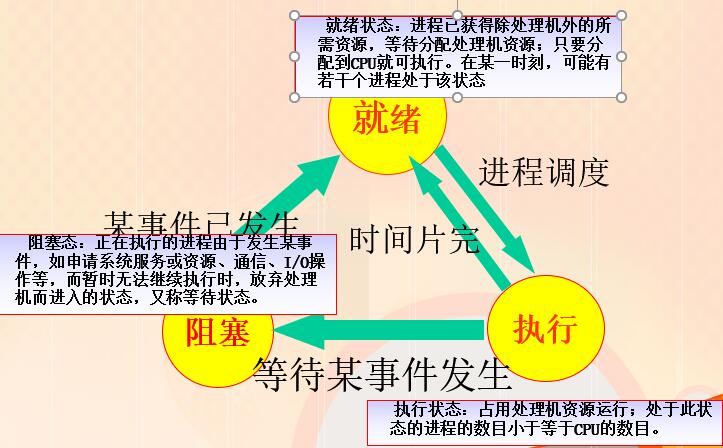 就绪状态：进程已获得除处理机外的所
需资源，等待分配处理机资源；只要分
配到CPU就可执行。在某一时刻，可能有
若干个进程处于该状态
就绪
进程调度
某事件已发生
时间片完
阻塞态：正在执行的进程由于发生某事
件，如申请系统服务或资源、通信、I/O操
作等，而暂时无法继续执行时，放弃处理
机而进入的状态，又称等待状态。
阻塞
执行
等待某事件发生
执行状态：占用处理机资源运行；处于此状
态的进程的数目小于等于CPU的数目。